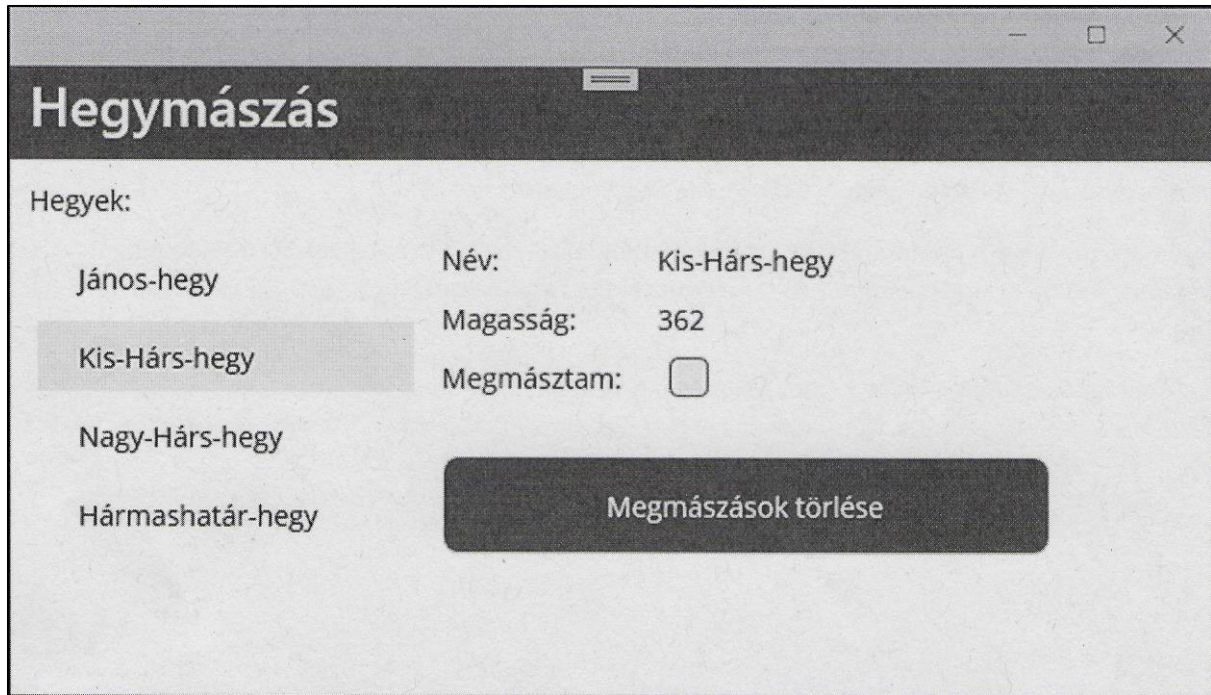 Hegymászás
Hegyek:
János-hegy
Kis-Hárs-hegy
Nagy-Hárs-hegy
Hármashatár-hegy
Név: Kis-Hárs-hegy
Magasság: 362
Megmásztam:
Megmászások törlése